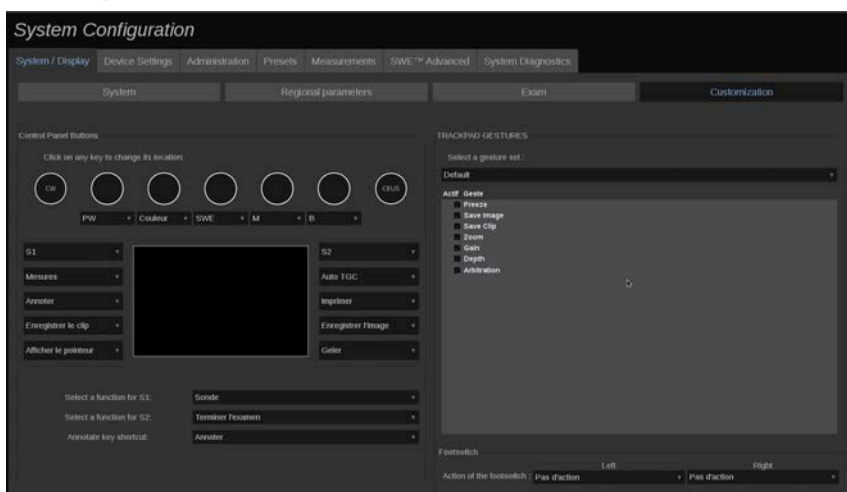 System Configuration
System / Display Device Settings Administration Presets Measurements SWE™ Advanced System Diagnostics
System Regional parameters Exam Customization
Control Panel Buttons
Click on any key to change its location:
CW CEUS
PW Couleur SWE M B
S1 S2
Mesures Auto TGC
Annoter Imprimer
Enregistrer le clip Enregistrer l'image
Afficher le pointeur Geler
Select a function for S1: Sonde
Select a function for S2: Terminer l'examen
Annotate key shortcut: Annoter
TRACKPAD GESTURES
Select a gesture set :
Default
Actif Geste
Freeze
Save Image
Save Clip
Zoom
Gain
Depth
Arbitration
Footswitch
Left Right
Action of the footswitch : Pas d'action Pas d'action